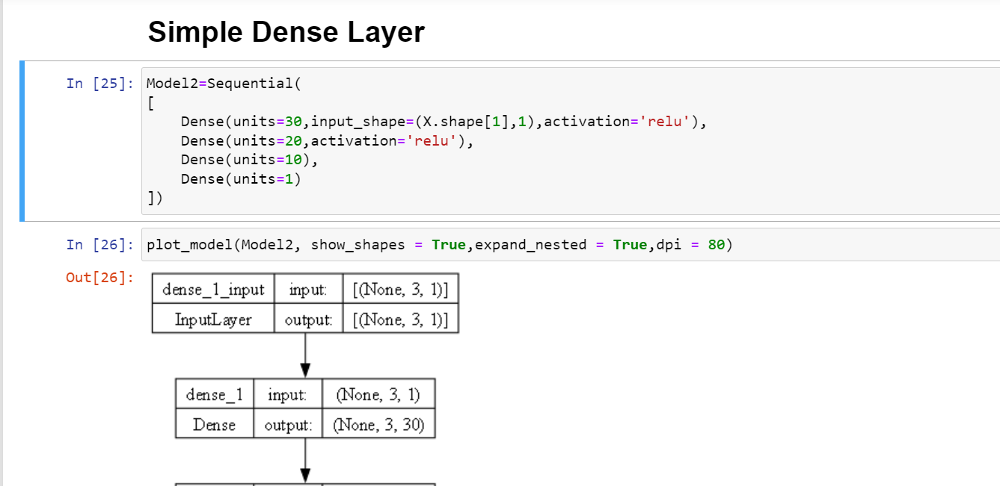 Simple Dense Layer
In [25]:
Model2=Sequential(
[
    Dense(units=30,input_shape=(X.shape[1],1),activation='relu'),
    Dense(units=20,activation='relu'),
    Dense(units=10),
    Dense(units=1)
])
In [26]:
plot_model(Model2, show_shapes = True,expand_nested = True,dpi = 80)
Out[26]:
dense_1_input input: [(None, 3, 1)]
InputLayer output: [(None, 3, 1)]
dense_1 input: (None, 3, 1)
Dense output: (None, 3, 30)